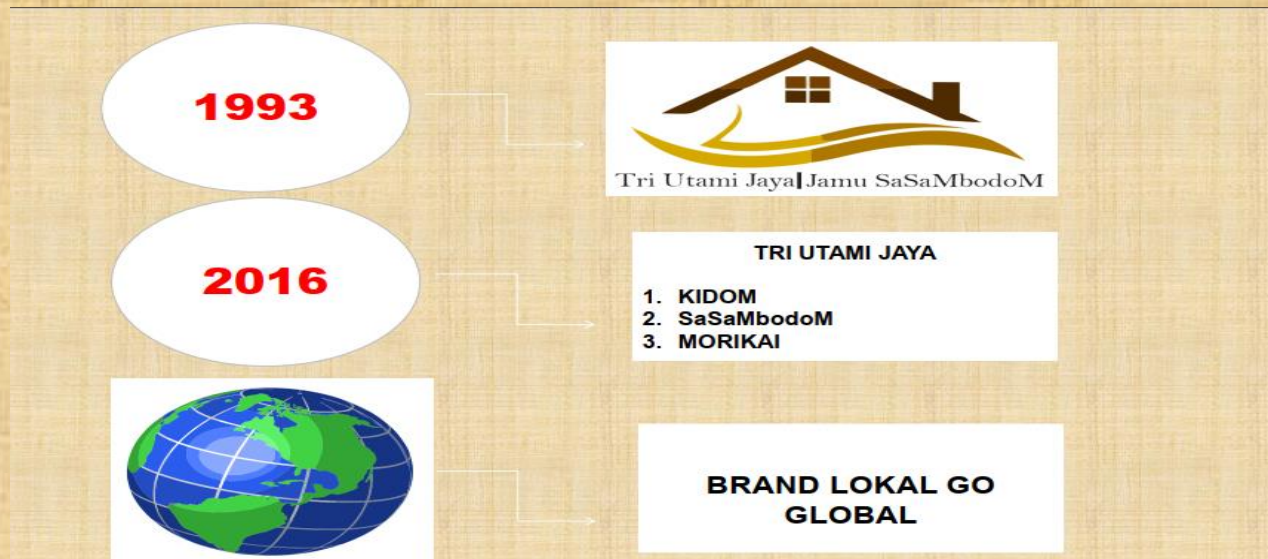 1993
Tri Utami Jaya|Jamu SaSaMbodoM
2016
TRI UTAMI JAYA
1. KIDOM
2. SaSaMbodoM
3. MORIKAI
BRAND LOKAL GO
GLOBAL